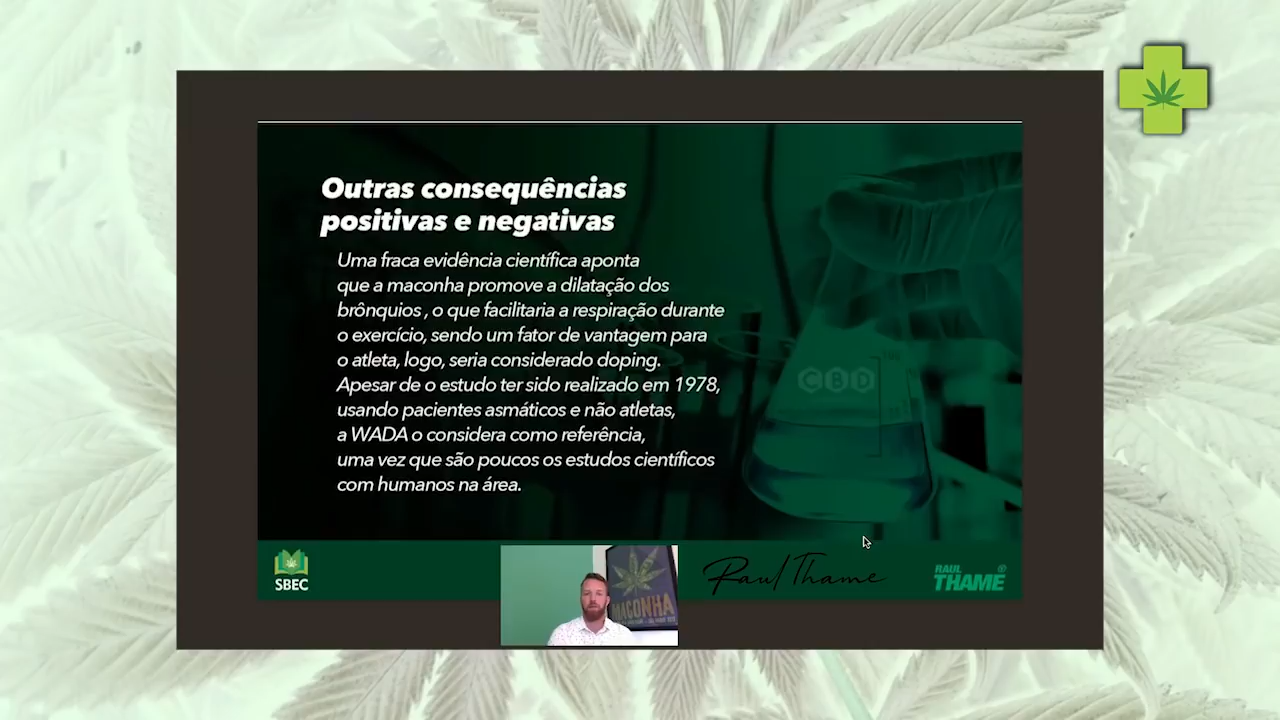 Outras consequências
positivas e negativas
Uma fraca evidência científica aponta
que a maconha promove a dilatação dos
brônquios , o que facilitaria a respiração durante
o exercício, sendo um fator de vantagem para
o atleta, logo, seria considerado doping.
Apesar de o estudo ter sido realizado em 1978,
usando pacientes asmáticos e não atletas,
a WADA o considera como referência,
uma vez que são poucos os estudos científicos
com humanos na área.
CBD
SBEC
MACONHA
Raul Thame
RAUL
THAME